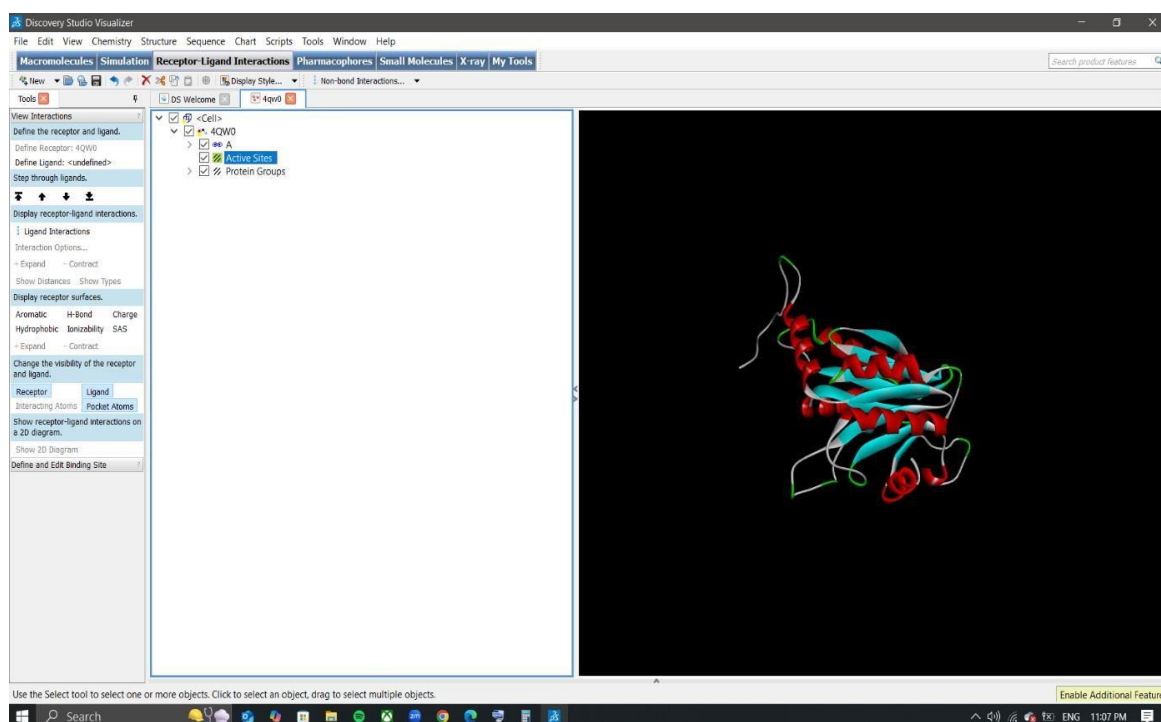 Discovery Studio Visualizer
File Edit View Chemistry Structure Sequence Chart Scripts Tools Window Help
Macromolecules Simulation Receptor-Ligand Interactions Pharmacophores Small Molecules X-ray My Tools
Search product features
New Display Style... Non-bond Interactions...
Tools DS Welcome 4qw0
View Interactions
Define the receptor and ligand.
Define Receptor: 4QW0
Define Ligand: <undefined>
Step through ligands.
Display receptor-ligand interactions.
Ligand Interactions
Interaction Options...
+ Expand - Contract
Show Distances Show Types
Display receptor surfaces.
Aromatic H-Bond Charge
Hydrophobic Ionizability SAS
+ Expand - Contract
Change the visibility of the receptor
and ligand.
Receptor Ligand
Interacting Atoms Pocket Atoms
Show receptor-ligand interactions on
a 2D diagram.
Show 2D Diagram
Define and Edit Binding Site
<Cell>
4QW0
A
Active Sites
Protein Groups
Use the Select tool to select one or more objects. Click to select an object, drag to select multiple objects.
Enable Additional Feature
Search
ENG 11:07 PM